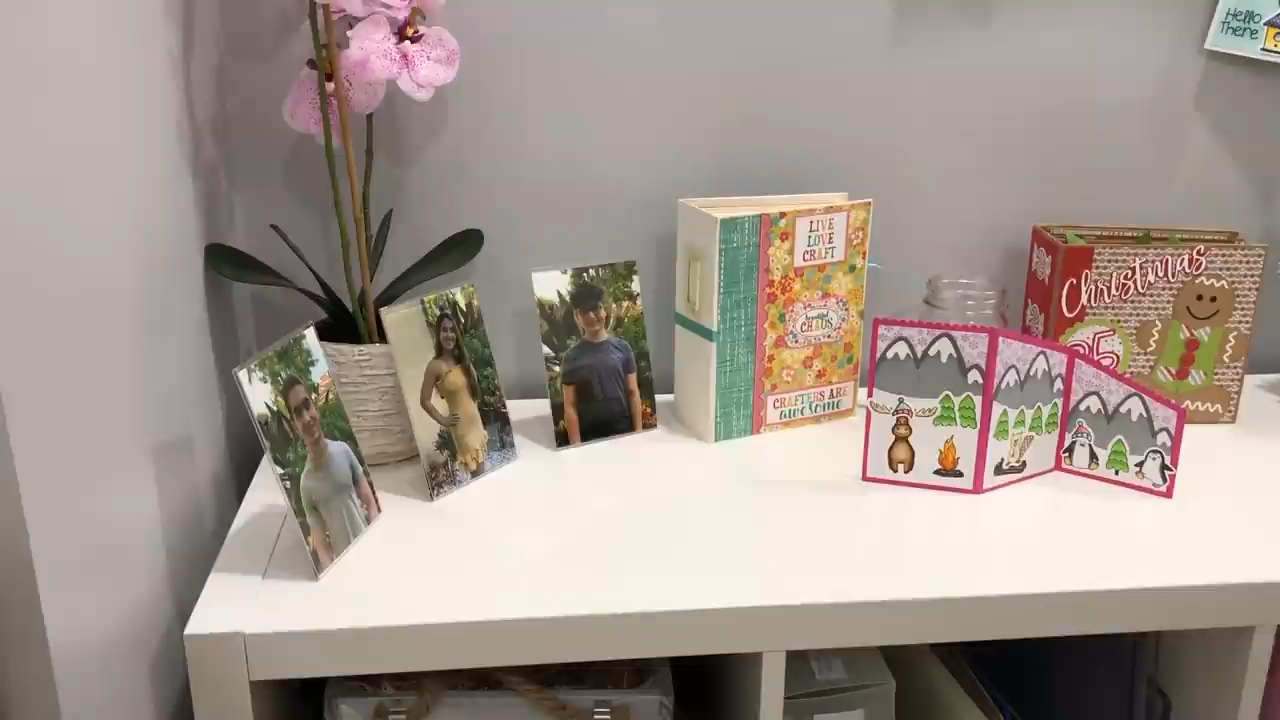 Hello
There
LIVE
LOVE
CRAFT
beautiful
CHAOS
CRAFTERS ARE
awesome
Christmas
25